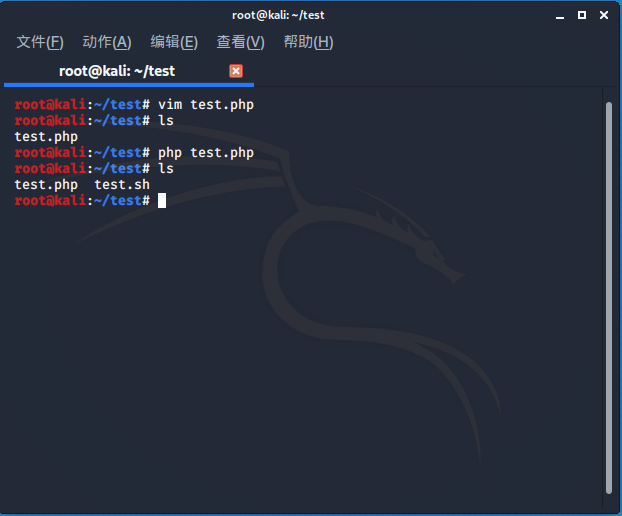 root@kali: ~/test
文件(F) 动作(A) 编辑(E) 查看(V) 帮助(H)
root@kali: ~/test
root@kali:~/test# vim test.php
root@kali:~/test# ls
test.php
root@kali:~/test# php test.php
root@kali:~/test# ls
test.php  test.sh
root@kali:~/test#